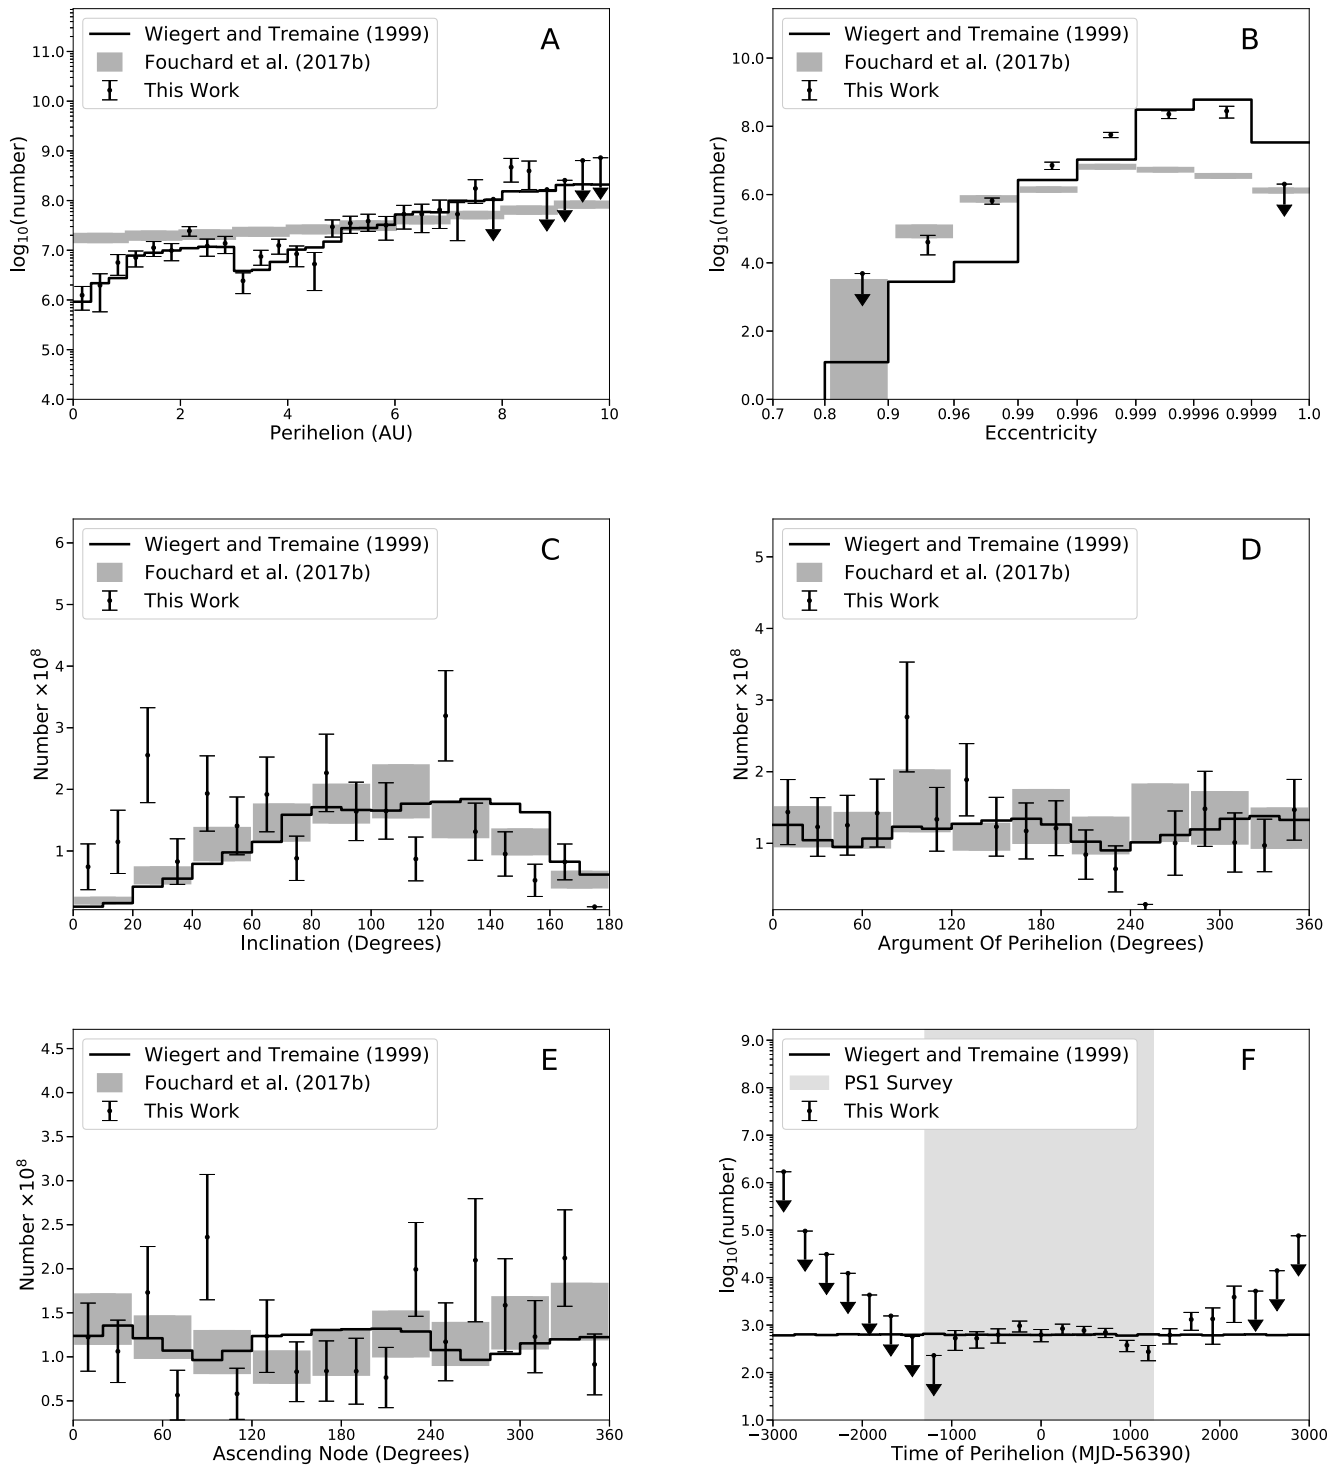 A
Wiegert and Tremaine (1999)
Fouchard et al. (2017b)
This Work
log10(number)
11.0
10.0
9.0
8.0
7.0
6.0
5.0
4.0
0 2 4 6 8 10
Perihelion (AU)
B
Wiegert and Tremaine (1999)
Fouchard et al. (2017b)
This Work
log10(number)
10.0
8.0
6.0
4.0
2.0
0.0
0.7 0.8 0.9 0.96 0.99 0.996 0.999 0.9996 0.9999 1.0
Eccentricity
C
Wiegert and Tremaine (1999)
Fouchard et al. (2017b)
This Work
Number ×10⁸
6
5
4
3
2
1
0 20 40 60 80 100 120 140 160 180
Inclination (Degrees)
D
Wiegert and Tremaine (1999)
Fouchard et al. (2017b)
This Work
Number ×10⁸
5
4
3
2
1
0 60 120 180 240 300 360
Argument Of Perihelion (Degrees)
E
Wiegert and Tremaine (1999)
Fouchard et al. (2017b)
This Work
Number ×10⁸
4.5
4.0
3.5
3.0
2.5
2.0
1.5
1.0
0.5
0 60 120 180 240 300 360
Ascending Node (Degrees)
F
Wiegert and Tremaine (1999)
PS1 Survey
This Work
log10(number)
9.0
8.0
7.0
6.0
5.0
4.0
3.0
2.0
1.0
−3000 −2000 −1000 0 1000 2000 3000
Time of Perihelion (MJD-56390)